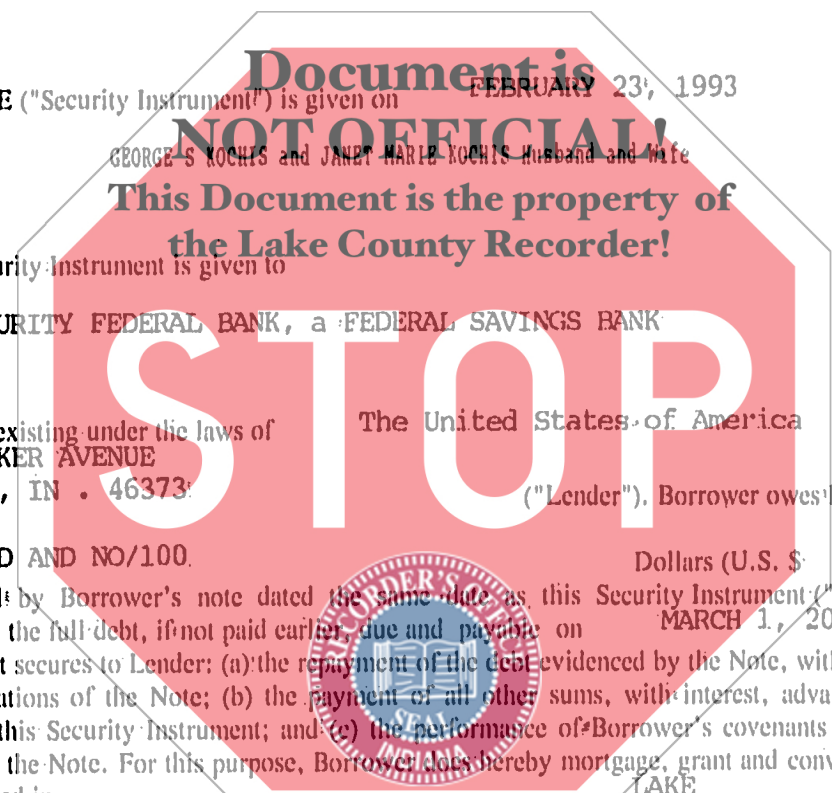 Document is
E ("Security Instrument") is given on FEBRUARY 23, 1993
NOT OFFICIAL!
GEORGE S KOCHIS and JANET MARIE KOCHIS Husband and Wife
This Document is the property of
the Lake County Recorder!
urity Instrument is given to
URITY FEDERAL BANK, a FEDERAL SAVINGS BANK
STOP
existing under the laws of The United States of America
KER AVENUE
, IN . 46373
("Lender"). Borrower owes
D AND NO/100
Dollars (U.S. $
by Borrower's note dated the same date as this Security Instrument ("
the full debt, if not paid earlier, due and payable on MARCH 1, 20
t secures to Lender: (a) the repayment of the debt evidenced by the Note, with
ations of the Note; (b) the payment of all other sums, with interest, adva
this Security Instrument; and (c) the performance of Borrower's covenants
the Note. For this purpose, Borrower does hereby mortgage, grant and conv
LAKE
RECORDER'S OFFICE
SEAL
INDIANA